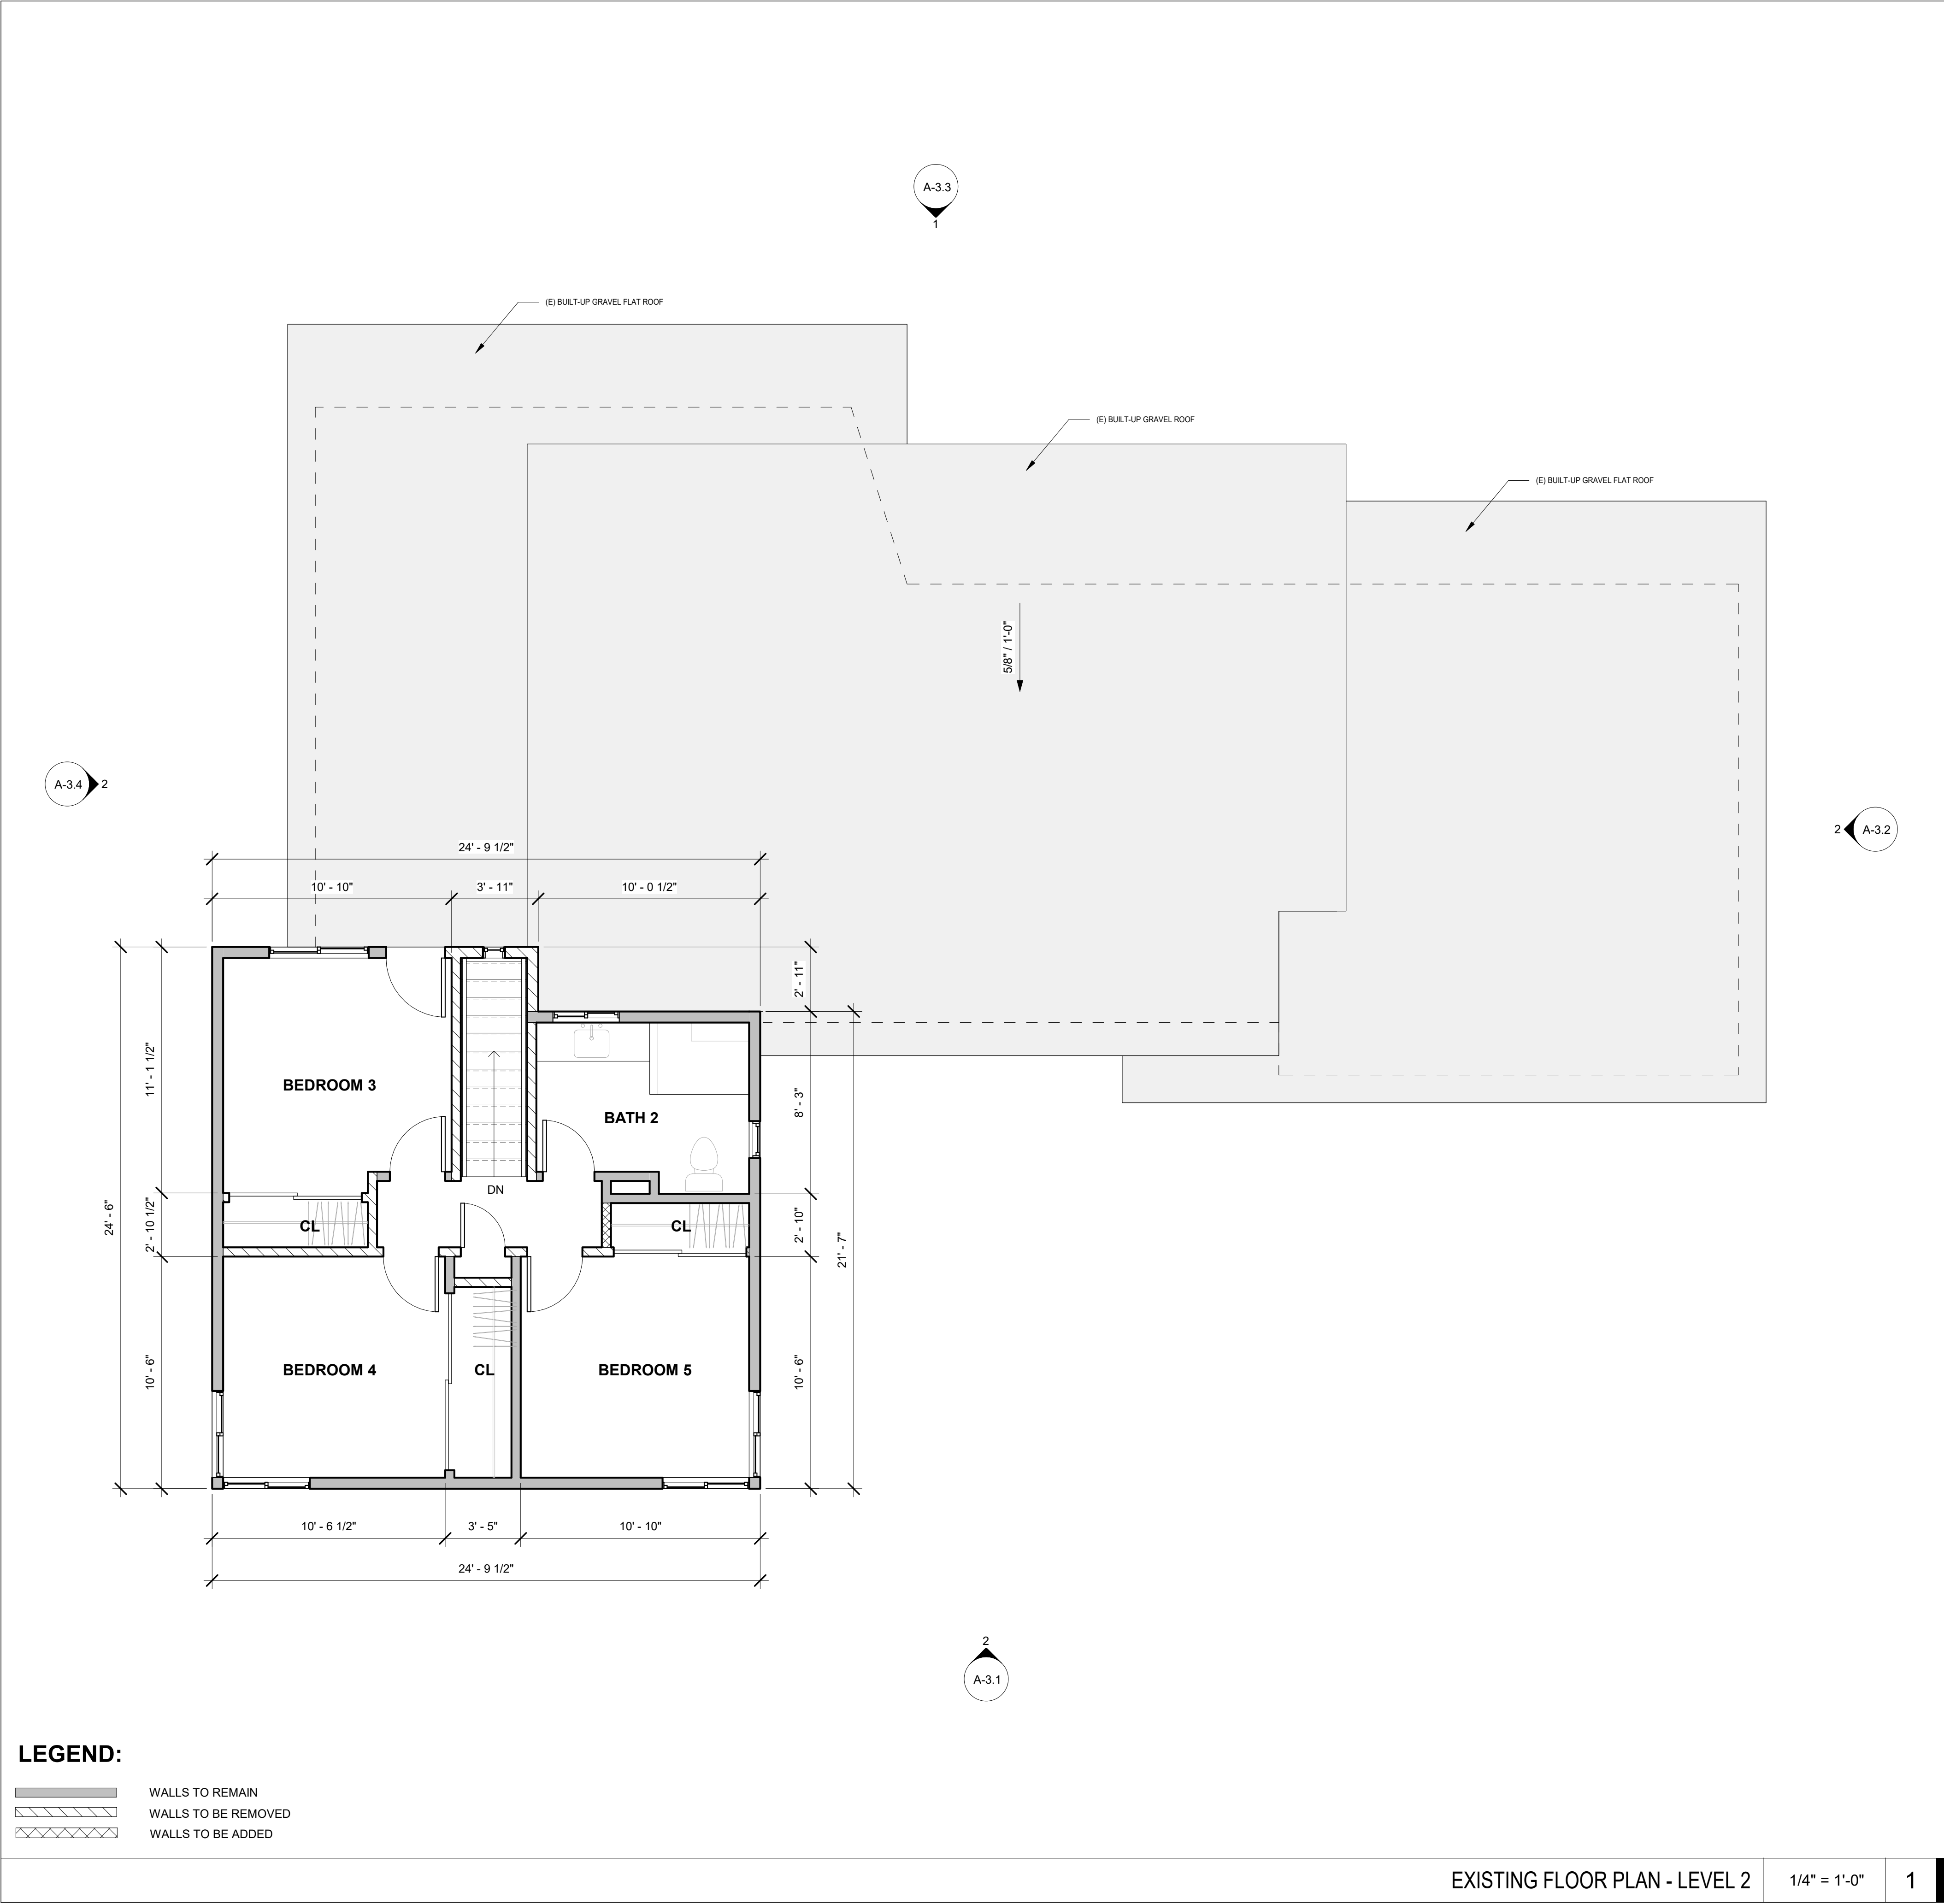 A-3.3
1
(E) BUILT-UP GRAVEL FLAT ROOF
(E) BUILT-UP GRAVEL ROOF
(E) BUILT-UP GRAVEL FLAT ROOF
5/8" / 1'-0"
A-3.4 2
2 A-3.2
24' - 9 1/2"
10' - 10"
3' - 11"
10' - 0 1/2"
2' - 11"
11' - 1 1/2"
BEDROOM 3
8' - 3"
BATH 2
DN
24' - 6"
2' - 10 1/2"
CL
CL
2' - 10"
21' - 7"
10' - 6"
BEDROOM 4
CL
BEDROOM 5
10' - 6"
10' - 6 1/2"
3' - 5"
10' - 10"
24' - 9 1/2"
2
A-3.1
LEGEND:
WALLS TO REMAIN
WALLS TO BE REMOVED
WALLS TO BE ADDED
EXISTING FLOOR PLAN - LEVEL 2
1/4" = 1'-0"
1